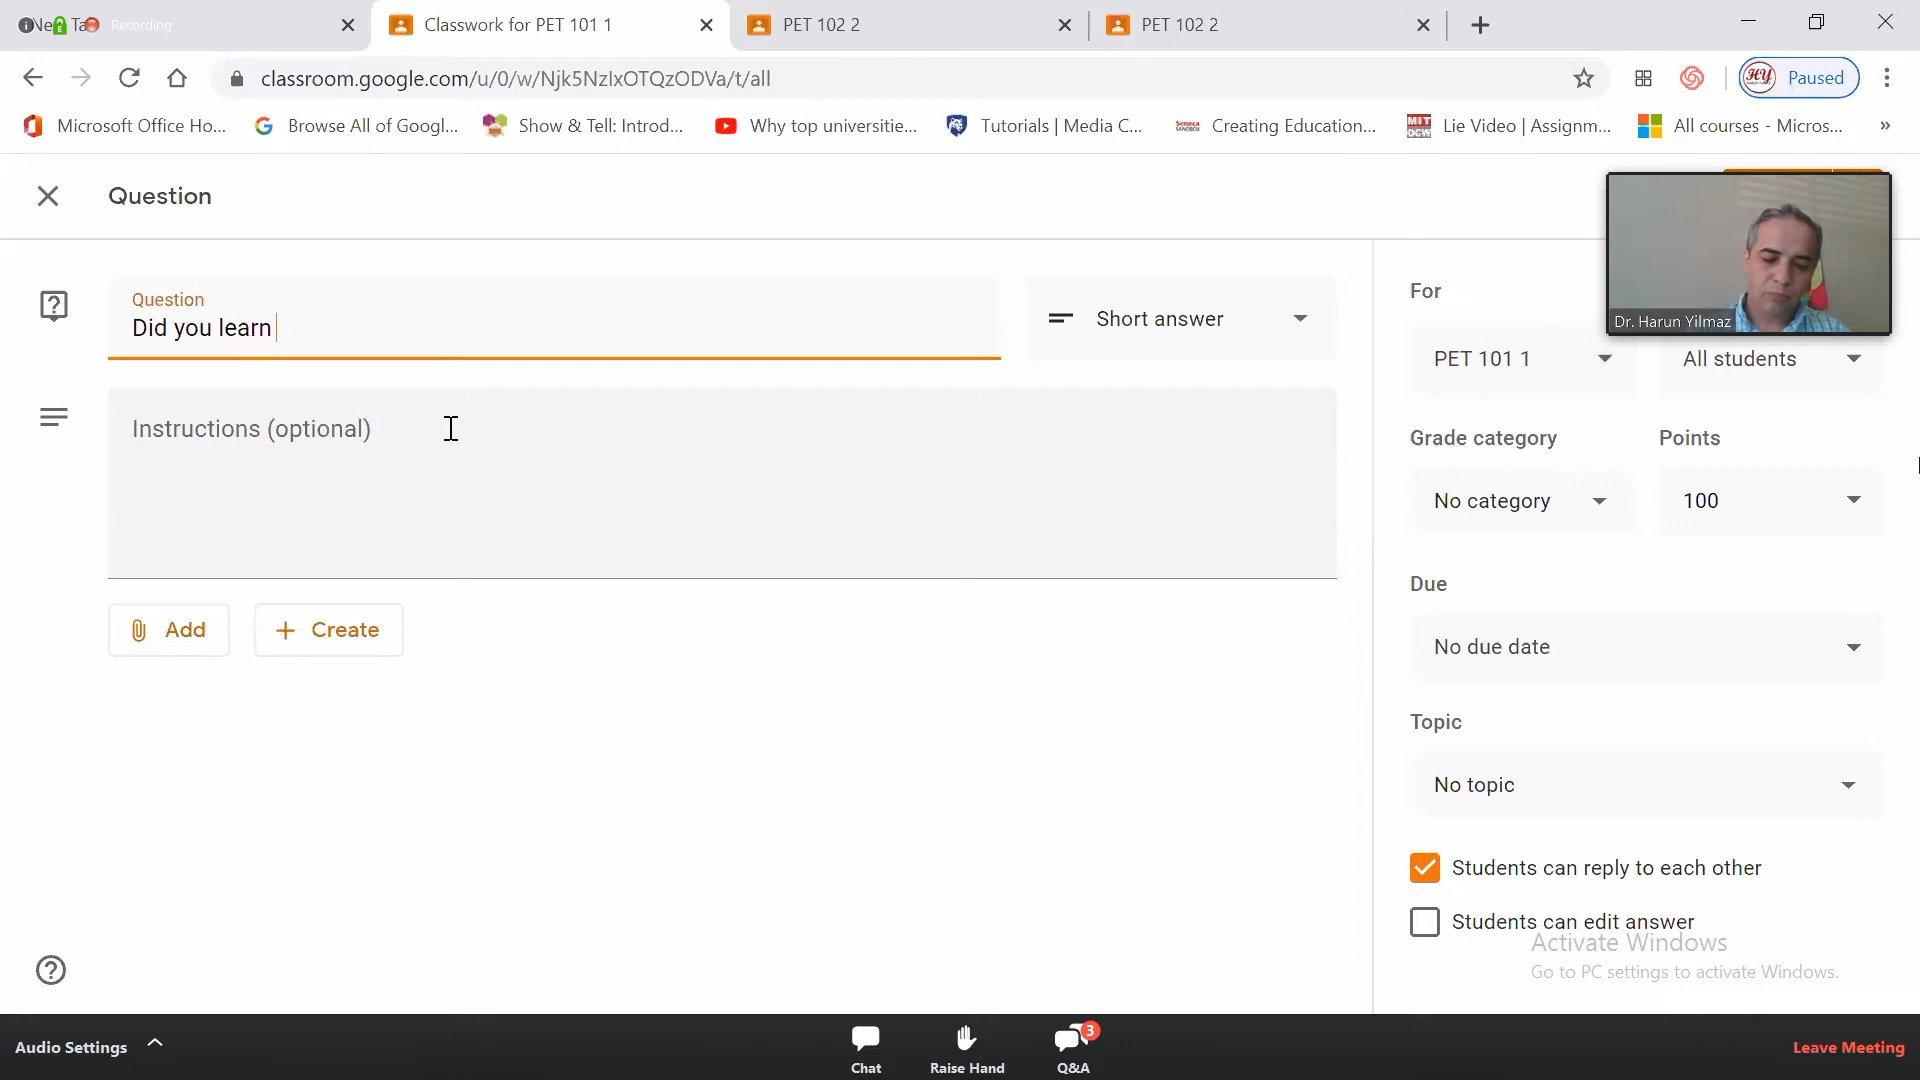 Recording
Classwork for PET 101 1
PET 102 2
PET 102 2
classroom.google.com/u/0/w/Njk5NzIxOTQzODVa/t/all
Paused
Microsoft Office Ho...
Browse All of Googl...
Show & Tell: Introd...
Why top universitie...
Tutorials | Media C...
Creating Education...
Lie Video | Assignm...
All courses - Micros...
Question
Question
Did you learn
Short answer
Instructions (optional)
Add
Create
Dr. Harun Yilmaz
For
PET 101 1
All students
Grade category
Points
No category
100
Due
No due date
Topic
No topic
Students can reply to each other
Students can edit answer
Activate Windows
Go to PC settings to activate Windows.
Audio Settings
Chat
Raise Hand
3
Q&A
Leave Meeting